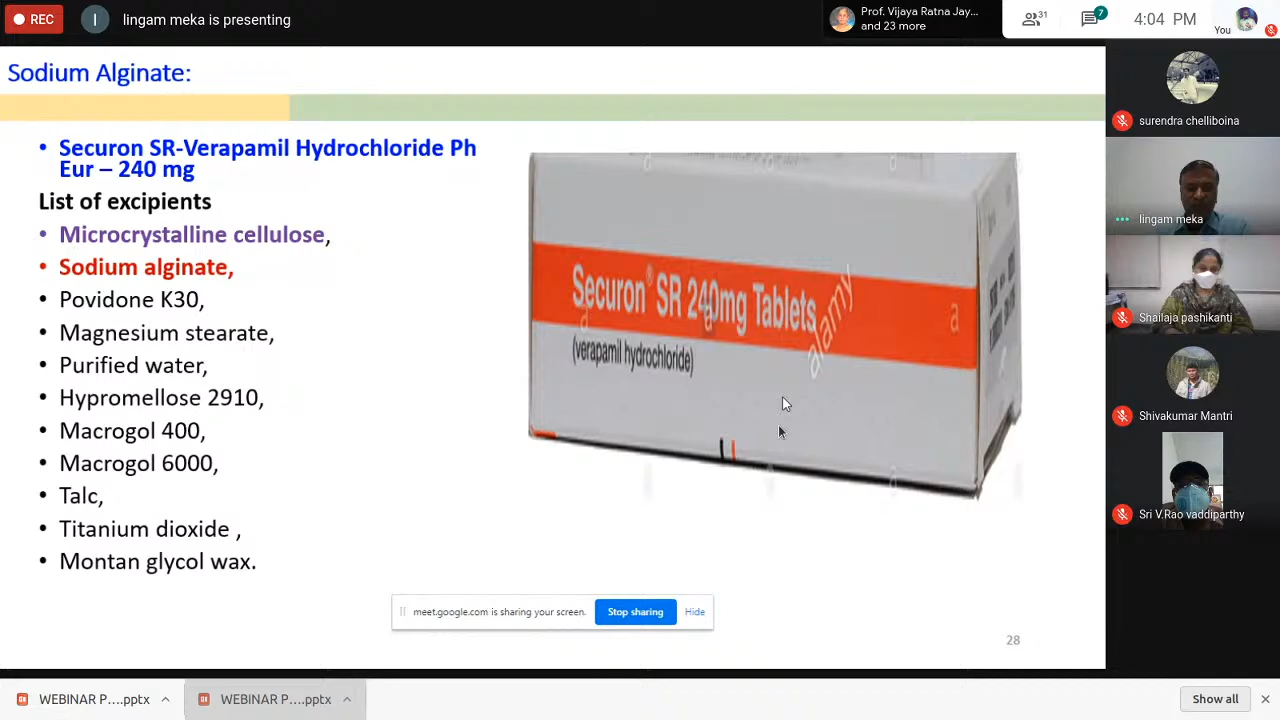 REC
I
lingam meka is presenting
Prof. Vijaya Ratna Jay...
and 23 more
31
7
4:04 PM
You
Sodium Alginate:
• Securon SR-Verapamil Hydrochloride Ph
Eur – 240 mg
List of excipients
• Microcrystalline cellulose,
• Sodium alginate,
• Povidone K30,
• Magnesium stearate,
• Purified water,
• Hypromellose 2910,
• Macrogol 400,
• Macrogol 6000,
• Talc,
• Titanium dioxide ,
• Montan glycol wax.
Securon® SR 240mg Tablets
(verapamil hydrochloride)
alamy
a
a
a
surendra chelliboina
lingam meka
Shailaja pashikanti
Shivakumar Mantri
Sri V.Rao vaddiparthy
meet.google.com is sharing your screen.
Stop sharing
Hide
28
WEBINAR P....pptx
WEBINAR P....pptx
Show all